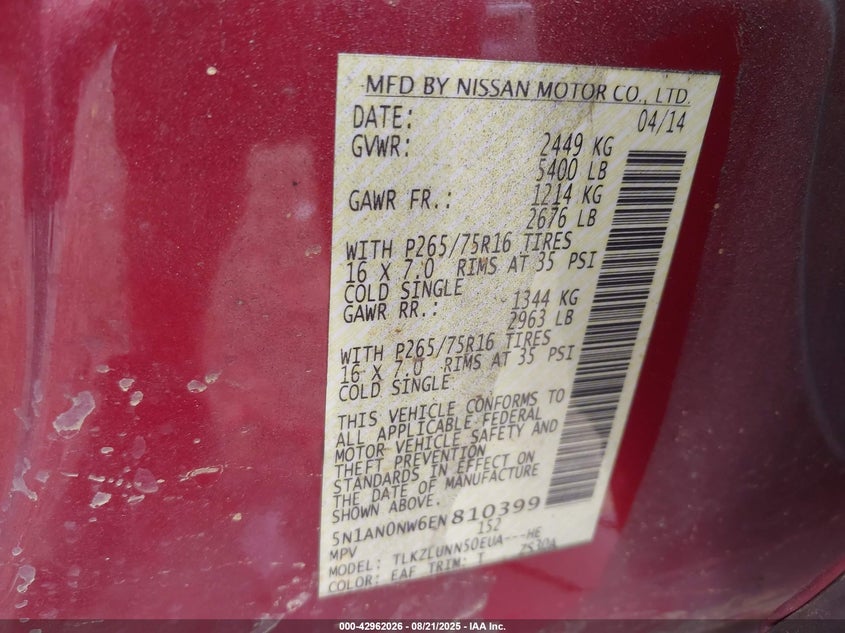 MFD BY NISSAN MOTOR CO., LTD.
DATE: 04/14
GVWR: 2449 KG
5400 LB
GAWR FR.: 1214 KG
2676 LB
WITH P265/75R16 TIRES
16 X 7.0 RIMS AT 35 PSI
COLD SINGLE
GAWR RR.: 1344 KG
2963 LB
WITH P265/75R16 TIRES
16 X 7.0 RIMS AT 35 PSI
COLD SINGLE
THIS VEHICLE CONFORMS TO
ALL APPLICABLE FEDERAL
MOTOR VEHICLE SAFETY AND
THEFT PREVENTION
STANDARDS IN EFFECT ON
THE DATE OF MANUFACTURE
SHOWN ABOVE.
5N1AN0NW6EN 810399
MPV 152
MODEL: TLKZLUNN50EUA---HE
COLOR: EAF TRIM: T ZS30A
000-42962026 - 08/21/2025 - IAA Inc.